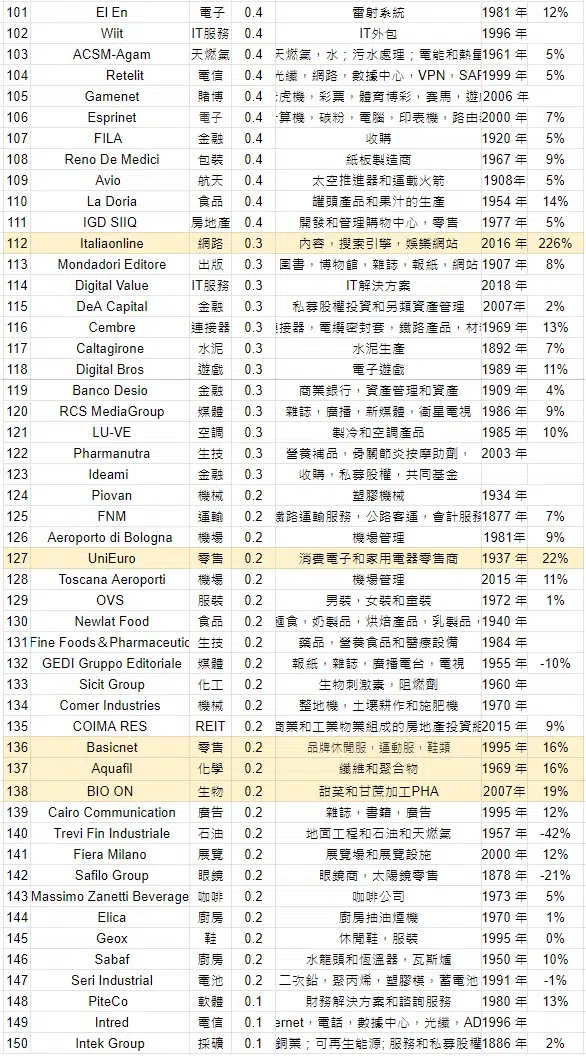 101 El En 電子 0.4 雷射系統 1981 年 12%
102 Wiit IT服務 0.4 IT外包 1996 年
103 ACSM-Agam 天然氣 0.4 天燃氣，水；污水處理；電能和熱量 1961 年 5%
104 Retelit 電信 0.4 光纖，網路，數據中心，VPN，SAP 1999 年 5%
105 Gamenet 賭博 0.4 虎機，彩票，體育博彩，賽馬，遊 2006 年
106 Esprinet 電子 0.4 算機，碳粉，電腦，印表機，路由 2000 年 7%
107 FILA 金融 0.4 收購 1920 年 5%
108 Reno De Medici 包裝 0.4 紙板製造商 1967 年 9%
109 Avio 航天 0.4 太空推進器和運載火箭 1908年 5%
110 La Doria 食品 0.4 罐頭產品和果汁的生產 1954 年 14%
111 IGD SIIQ 房地產 0.4 開發和管理購物中心，零售 1977 年 5%
112 Italiaonline 網路 0.3 內容，搜索引擎，娛樂網站 2016 年 226%
113 Mondadori Editore 出版 0.3 圖書，博物館，雜誌，報紙，網站 1907 年 8%
114 Digital Value IT服務 0.3 IT解決方案 2018 年
115 DeA Capital 金融 0.3 私募股權投資和另類資產管理 2007年 2%
116 Cembre 連接器 0.3 接器，電纜密封套，鐵路產品，材 1969 年 13%
117 Caltagirone 水泥 0.3 水泥生產 1892 年 7%
118 Digital Bros 遊戲 0.3 電子遊戲 1989 年 11%
119 Banco Desio 金融 0.3 商業銀行，資產管理和資產 1909 年 4%
120 RCS MediaGroup 媒體 0.3 雜誌，廣播，新媒體，衛星電視 1986 年 9%
121 LU-VE 空調 0.3 製冷和空調產品 1985 年 10%
122 Pharmanutra 生技 0.3 營養補品，骨關節炎按摩助劑， 2003 年
123 Ideami 金融 0.3 收購，私募股權，共同基金
124 Piovan 機械 0.2 塑膠機械 1934 年
125 FNM 運輸 0.2 鐵路運輸服務，公路客運，會計服務 1877 年 7%
126 Aeroporto di Bologna 機場 0.2 機場管理 1981年 9%
127 UniEuro 零售 0.2 消費電子和家用電器零售商 1937 年 22%
128 Toscana Aeroporti 機場 0.2 機場管理 2015 年 11%
129 OVS 服裝 0.2 男裝，女裝和童裝 1972 年 1%
130 Newlat Food 食品 0.2 麵食，奶製品，烘焙產品，乳製品， 1940 年
131 Fine Foods＆Pharmaceutic 生技 0.2 藥品，營養食品和醫療設備 1984 年
132 GEDI Gruppo Editoriale 媒體 0.2 報紙，雜誌，廣播電台，電視 1955 年 -10%
133 Sicit Group 化工 0.2 生物刺激素，阻燃劑 1960 年
134 Comer Industries 機械 0.2 整地機，土壤耕作和施肥機 1970 年
135 COIMA RES REIT 0.2 商業和工業物業組成的房地產投資組 2015 年 9%
136 Basicnet 零售 0.2 品牌休閒服，運動服，鞋類 1995 年 16%
137 Aquafil 化學 0.2 纖維和聚合物 1969 年 16%
138 BIO ON 生物 0.2 甜菜和甘蔗加工PHA 2007年 19%
139 Cairo Communication 廣告 0.2 雜誌，書籍，廣告 1995 年 12%
140 Trevi Fin Industriale 石油 0.2 地面工程和石油和天燃氣 1957 年 -42%
141 Fiera Milano 展覽 0.2 展覽場和展覽設施 2000 年 12%
142 Safilo Group 眼鏡 0.2 眼鏡商，太陽鏡零售 1878 年 -21%
143 Massimo Zanetti Beverage 咖啡 0.2 咖啡公司 1973 年 5%
144 Elica 廚房 0.2 廚房抽油煙機 1970 年 1%
145 Geox 鞋 0.2 休閒鞋，服裝 1995 年 0%
146 Sabaf 廚房 0.2 水龍頭和恆溫器，瓦斯爐 1950 年 10%
147 Seri Industrial 電池 0.2 二次鉛，聚丙烯，塑膠模，蓄電池 1991 年 -1%
148 PiteCo 軟體 0.1 財務解決方案和諮詢服務 1980 年 13%
149 Intred 電信 0.1 ernet，電話，數據中心，光纖，AD 1996 年
150 Intek Group 採礦 0.1 銅業；可再生能源; 服務和私募股權 1886 年 2%